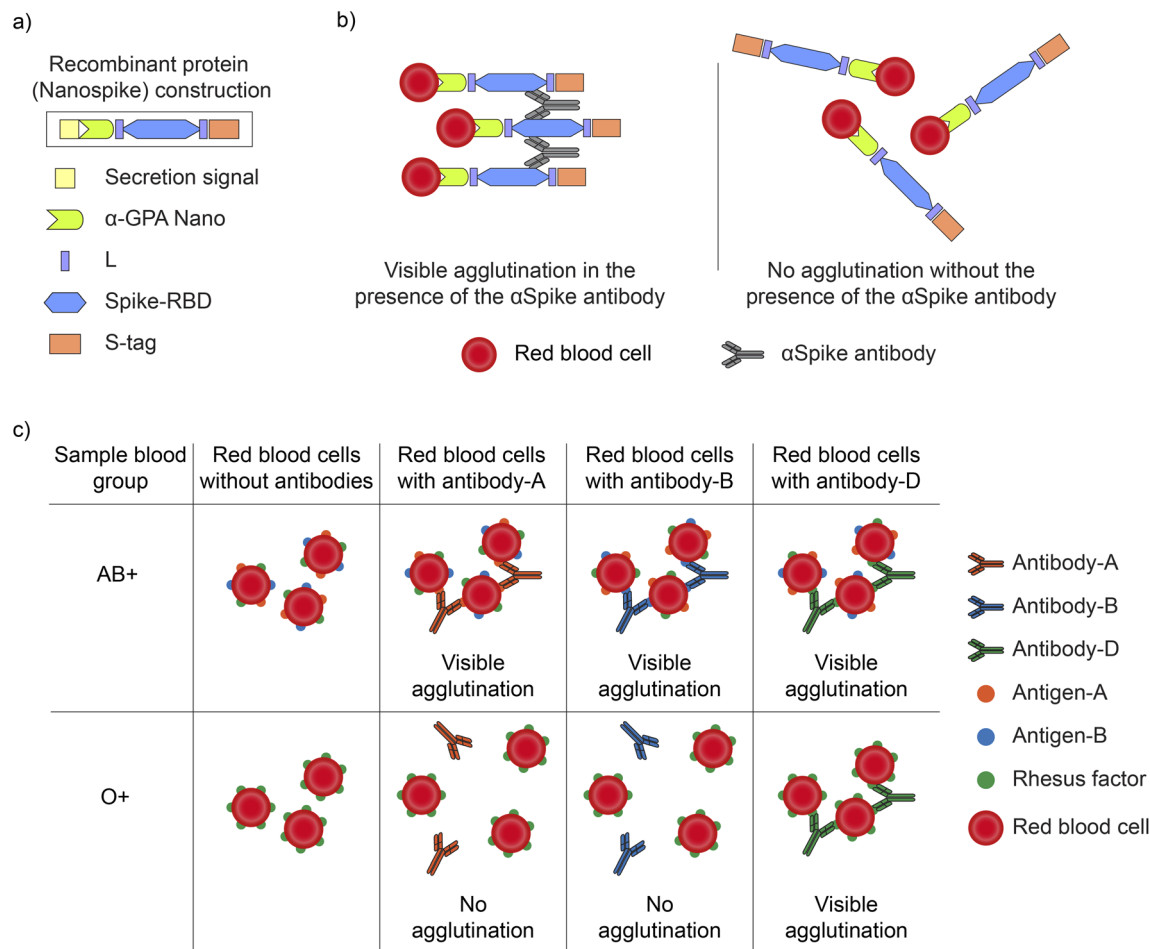 a)
Recombinant protein
(Nanospike) construction
Secretion signal
α-GPA Nano
L
Spike-RBD
S-tag
b)
Visible agglutination in the
presence of the αSpike antibody
No agglutination without the
presence of the αSpike antibody
Red blood cell
αSpike antibody
c)
Sample blood
group
Red blood cells
without antibodies
Red blood cells
with antibody-A
Red blood cells
with antibody-B
Red blood cells
with antibody-D
AB+
Visible
agglutination
Visible
agglutination
Visible
agglutination
O+
No
agglutination
No
agglutination
Visible
agglutination
Antibody-A
Antibody-B
Antibody-D
Antigen-A
Antigen-B
Rhesus factor
Red blood cell